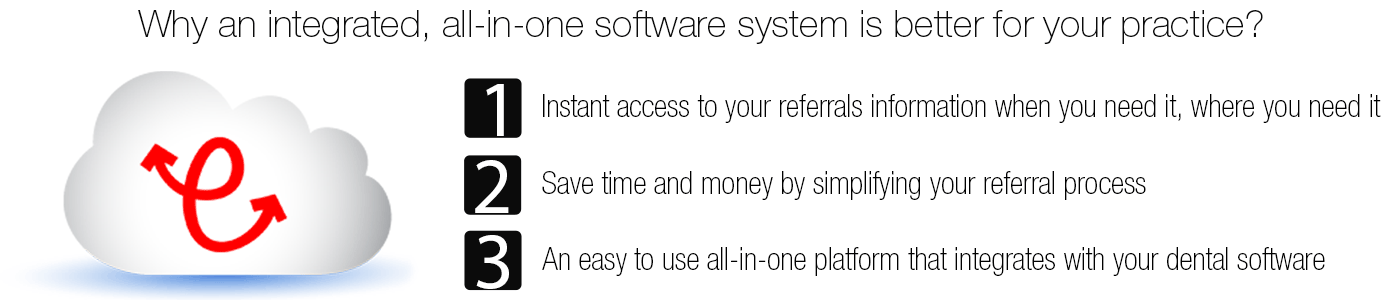 Why an integrated, all-in-one software system is better for your practice?
1 Instant access to your referrals information when you need it, where you need it
2 Save time and money by simplifying your referral process
3 An easy to use all-in-one platform that integrates with your dental software